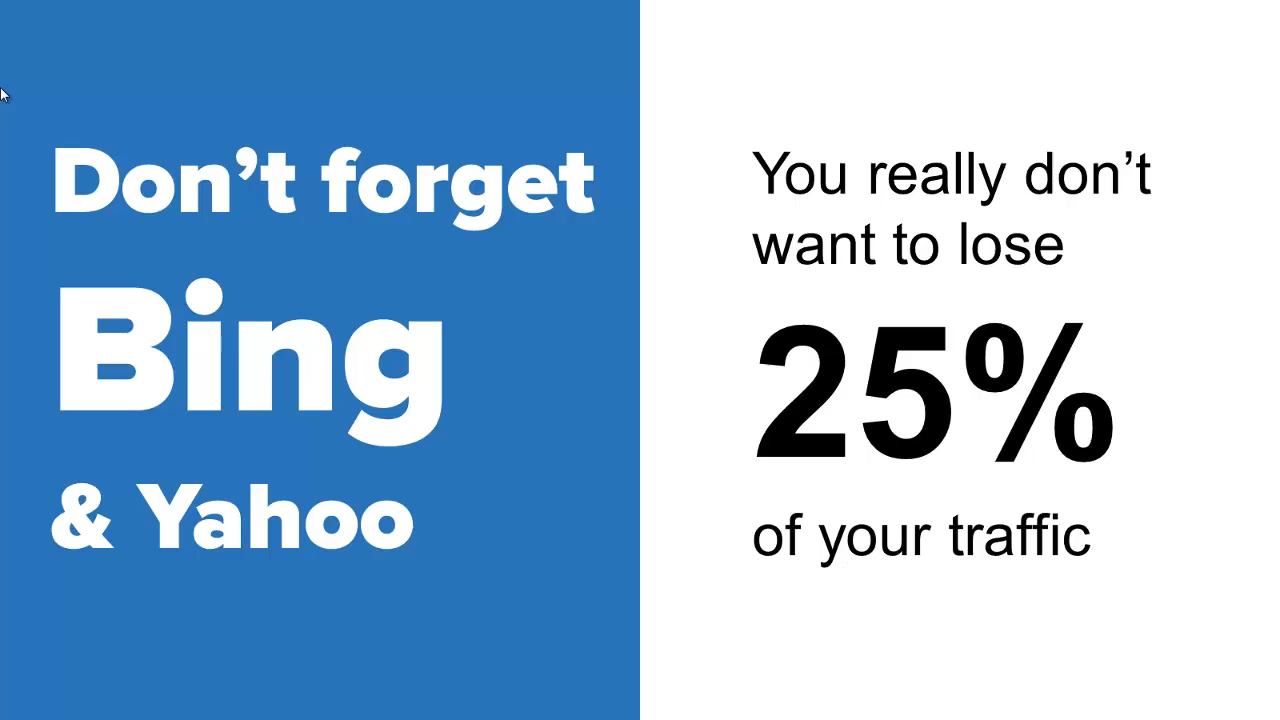 Don’t forget
Bing
& Yahoo
You really don’t
want to lose
25%
of your traffic